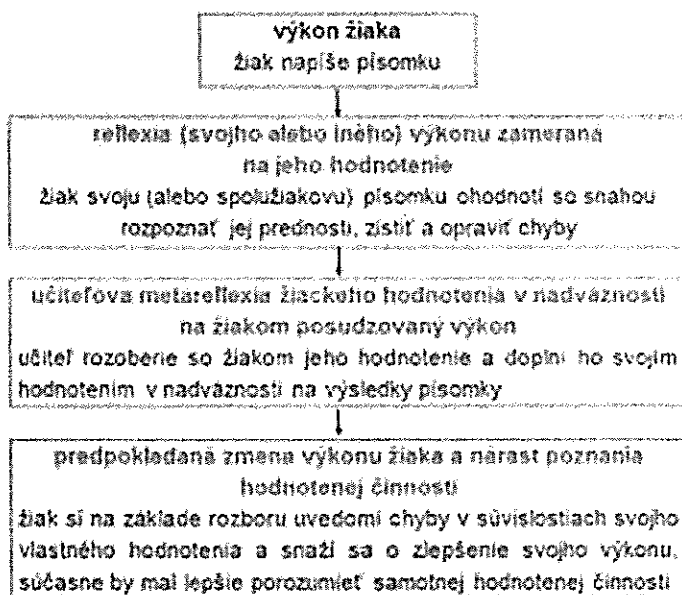 výkon žiaka
žiak napíše písomku
reflexia (svojho alebo iného) výkonu zameraná
na jeho hodnotenie
žiak svoju (alebo spolužiakovu) písomku ohodnotí so snahou
rozpoznať jej prednosti, zistiť a opraviť chyby
učiteľova metareflexia žiackeho hodnotenia v nadväznosti
na žiakom posudzovaný výkon
učiteľ rozoberie so žiakom jeho hodnotenie a doplní ho svojím
hodnotením v nadväznosti na výsledky písomky
predpokladaná zmena výkonu žiaka a nárast poznania
hodnotenej činnosti
žiak si na základe rozboru uvedomí chyby v súvislostiach svojho
vlastného hodnotenia a snaží sa o zlepšenie svojho výkonu,
súčasne by mal lepšie porozumieť samotnej hodnotenej činnosti